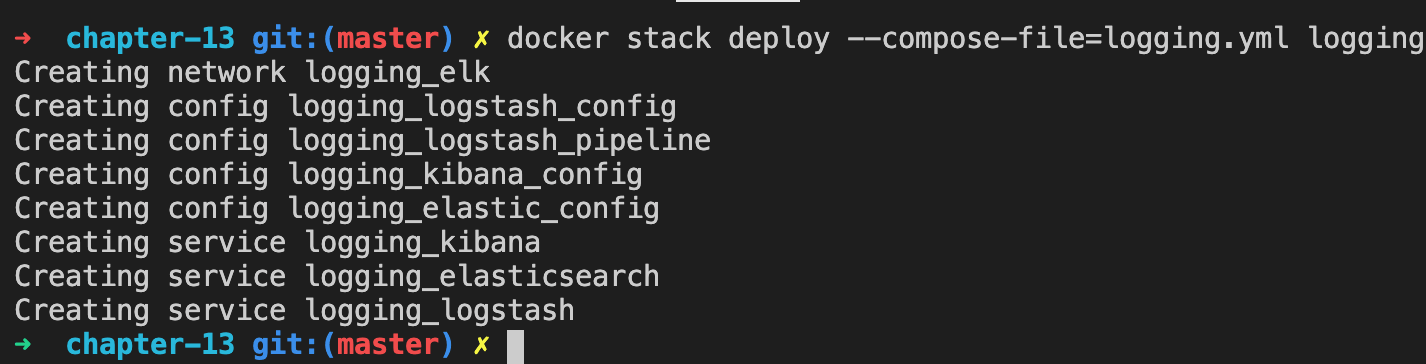 ➜  chapter-13 git:(master) ✗ docker stack deploy --compose-file=logging.yml logging
Creating network logging_elk
Creating config logging_logstash_config
Creating config logging_logstash_pipeline
Creating config logging_kibana_config
Creating config logging_elastic_config
Creating service logging_kibana
Creating service logging_elasticsearch
Creating service logging_logstash
➜  chapter-13 git:(master) ✗